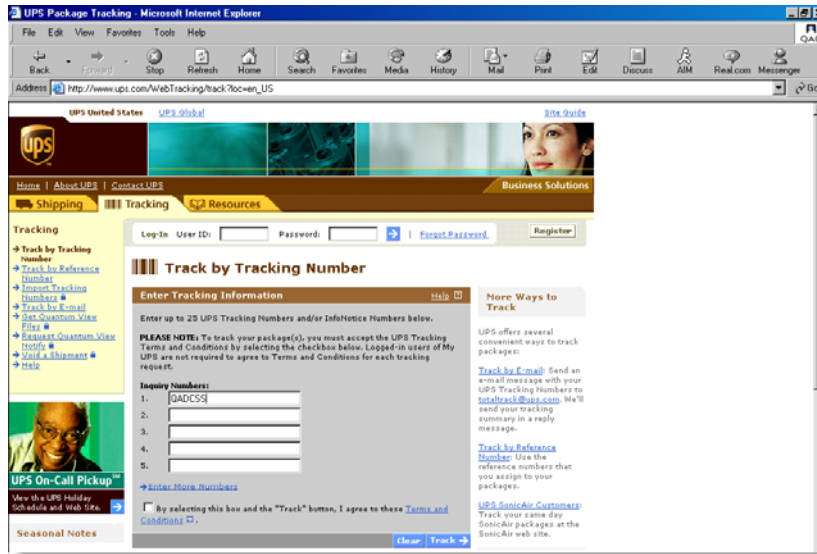 UPS Package Tracking - Microsoft Internet Explorer
File Edit View Favorites Tools Help
Back Forward Stop Refresh Home Search Favorites Media History Mail Print Edit Discuss AIM Real.com Messenger
Address http://www.ups.com/WebTracking/track?loc=en_US
UPS United States UPS Global Site Guide
ups
Home | About UPS | Contact UPS Business Solutions
Shipping Tracking Resources
Log-In User ID: Password: | Forgot Password Register
Tracking
Track by Tracking
Number
Track by Reference
Number
Import Tracking
Numbers
Track by E-mail
Get Quantum View
Files
Request Quantum View
Notify
Void a Shipment
Help
UPS On-Call Pickup™
View the UPS Holiday
Schedule and Web Site.
Seasonal Notes
Track by Tracking Number
Enter Tracking Information Help
Enter up to 25 UPS Tracking Numbers and/or InfoNotice Numbers below.
PLEASE NOTE: To track your package(s), you must accept the UPS Tracking
Terms and Conditions by selecting the checkbox below. Logged-in users of My
UPS are not required to agree to Terms and Conditions for each tracking
request.
Inquiry Numbers:
1. QADCSS
2.
3.
4.
5.
Enter More Numbers
By selecting this box and the "Track" button, I agree to these Terms and
Conditions.
Clear Track
More Ways to
Track
UPS offers several
convenient ways to track
packages:
Track by E-mail: Send an
e-mail message with your
UPS Tracking Numbers to
totaltrack@ups.com. We'll
send your tracking
summary in a reply
message.
Track by Reference
Number: Use the
reference numbers that
you assign to your
packages.
UPS SonicAir Customers:
Track your same day
SonicAir packages at the
SonicAir web site.